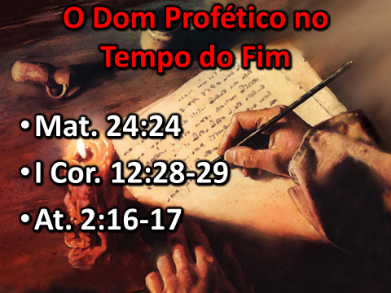 O Dom Profético no
Tempo do Fim
• Mat. 24:24
• I Cor. 12:28-29
• At. 2:16-17